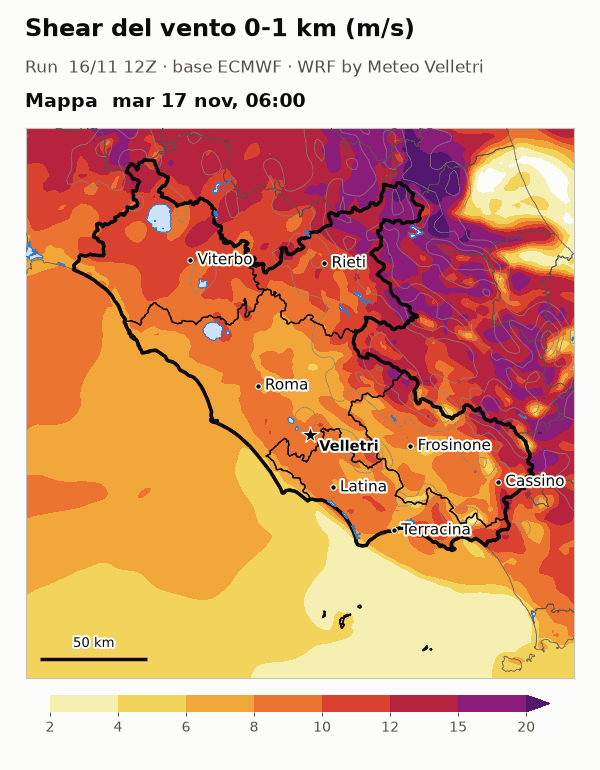 Shear del vento 0-1 km (m/s)
Run  16/11 12Z · base ECMWF · WRF by Meteo Velletri
Mappa  mar 17 nov, 06:00
Viterbo
Rieti
Roma
Velletri
Frosinone
Latina
Cassino
Terracina
50 km
2 4 6 8 10 12 15 20